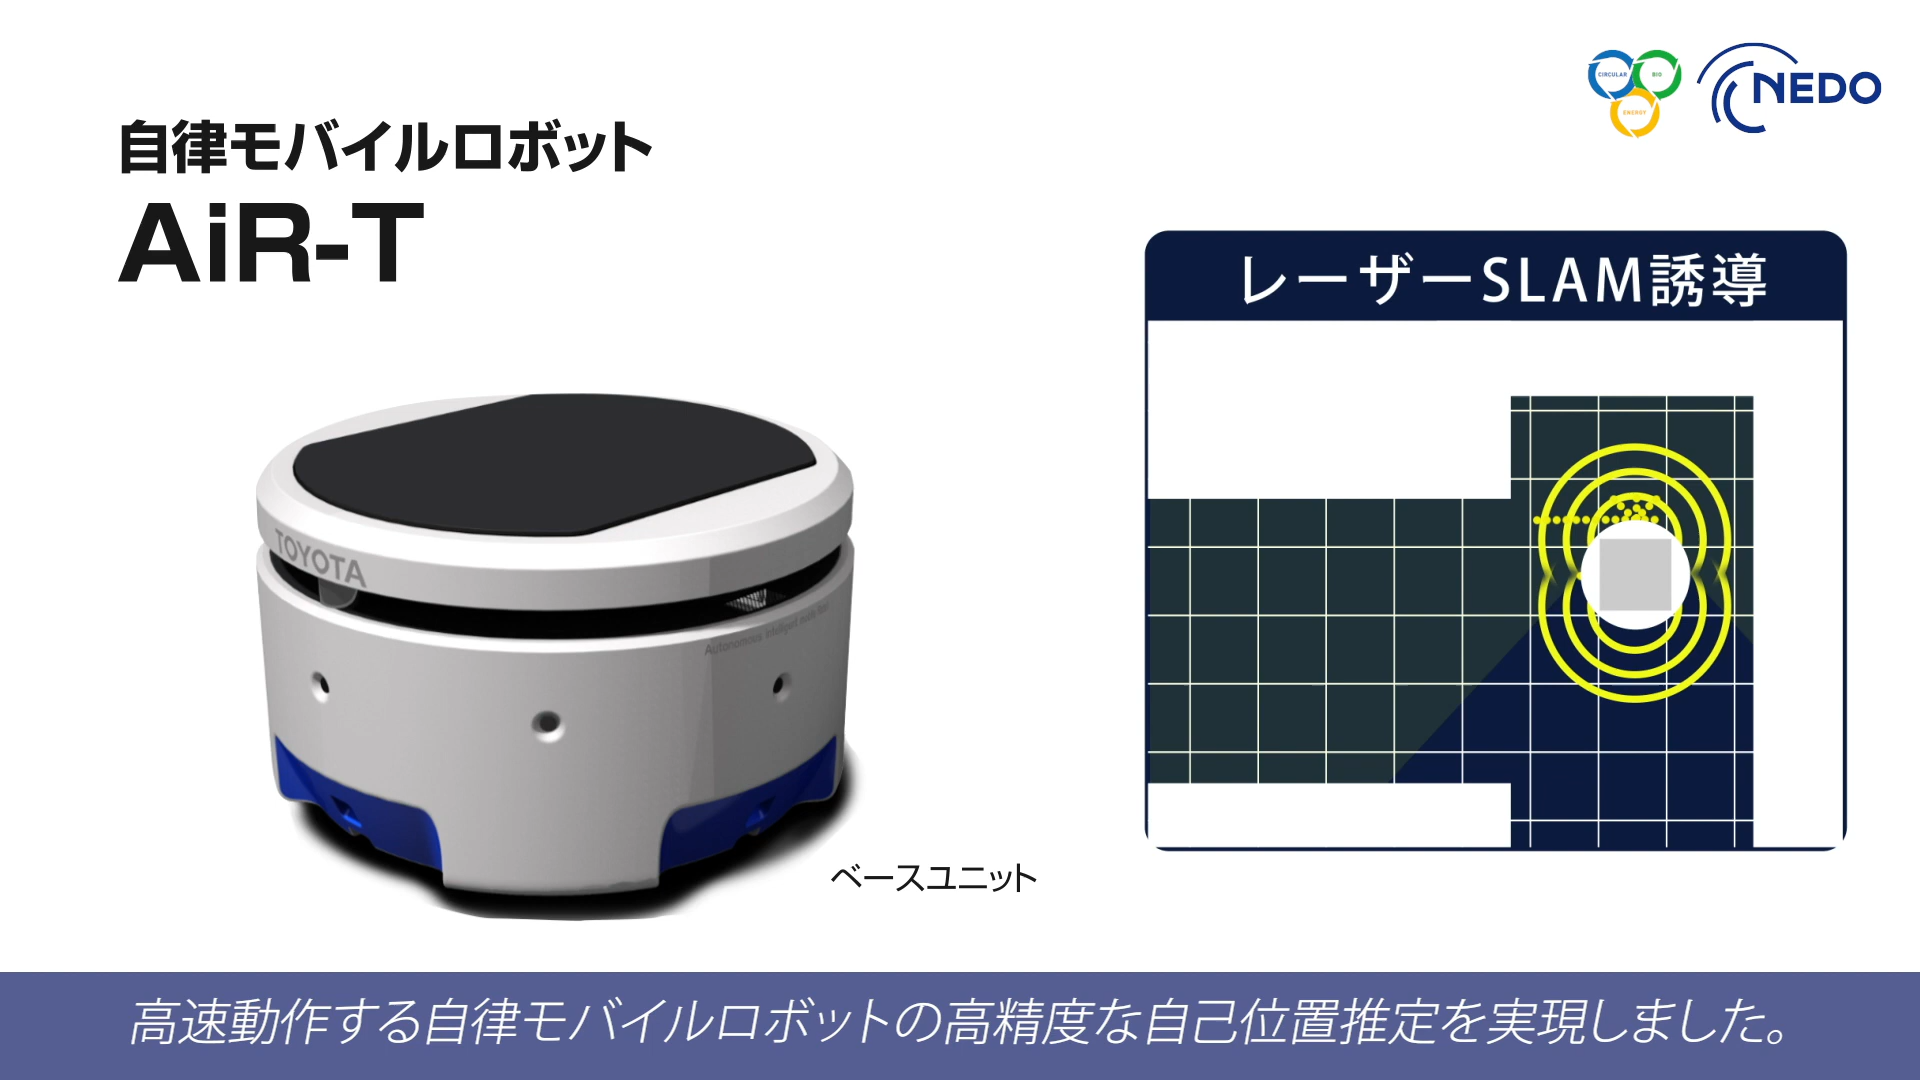 CIRCULAR
BIO
ENERGY
NEDO
自律モバイルロボット
AiR-T
レーザーSLAM誘導
TOYOTA
Autonomous intelligent
ベースユニット
高速動作する自律モバイルロボットの高精度な自己位置推定を実現しました。